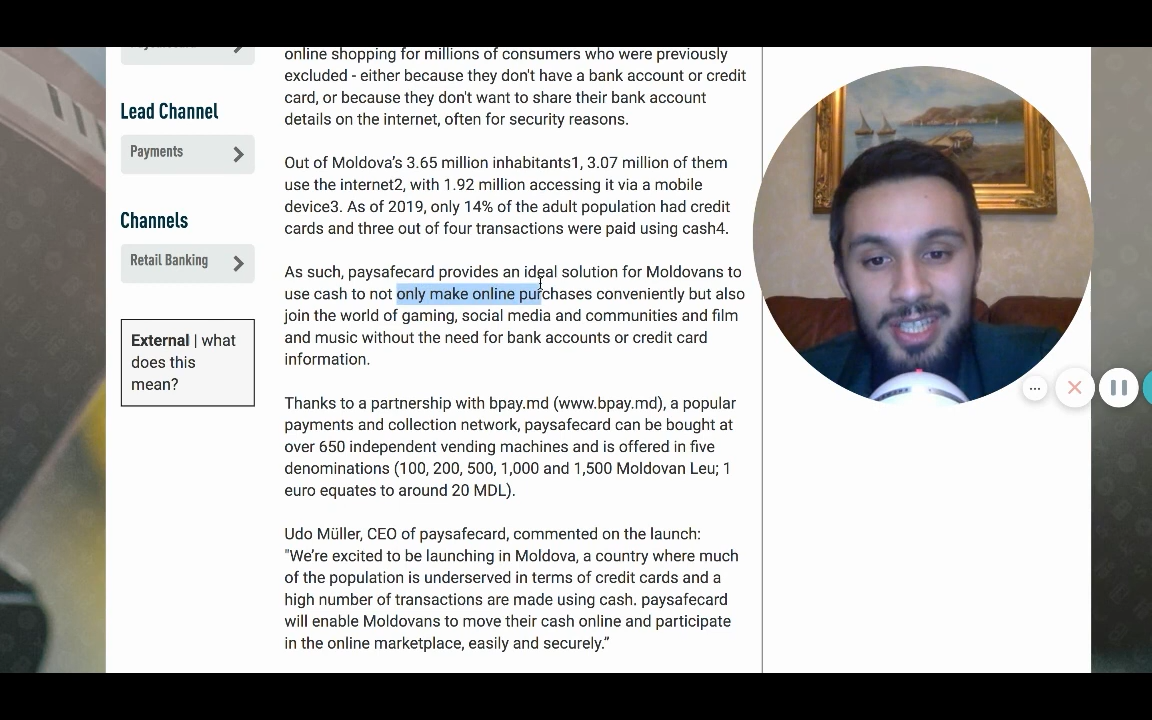 online shopping for millions of consumers who were previously
excluded - either because they don't have a bank account or credit
card, or because they don't want to share their bank account
details on the internet, often for security reasons.
Lead Channel
Payments
Out of Moldova's 3.65 million inhabitants1, 3.07 million of them
use the internet2, with 1.92 million accessing it via a mobile
device3. As of 2019, only 14% of the adult population had credit
cards and three out of four transactions were paid using cash4.
Channels
Retail Banking
As such, paysafecard provides an ideal solution for Moldovans to
use cash to not only make online purchases conveniently but also
join the world of gaming, social media and communities and film
and music without the need for bank accounts or credit card
information.
External | what
does this
mean?
Thanks to a partnership with bpay.md (www.bpay.md), a popular
payments and collection network, paysafecard can be bought at
over 650 independent vending machines and is offered in five
denominations (100, 200, 500, 1,000 and 1,500 Moldovan Leu; 1
euro equates to around 20 MDL).
Udo Müller, CEO of paysafecard, commented on the launch:
"We're excited to be launching in Moldova, a country where much
of the population is underserved in terms of credit cards and a
high number of transactions are made using cash. paysafecard
will enable Moldovans to move their cash online and participate
in the online marketplace, easily and securely."